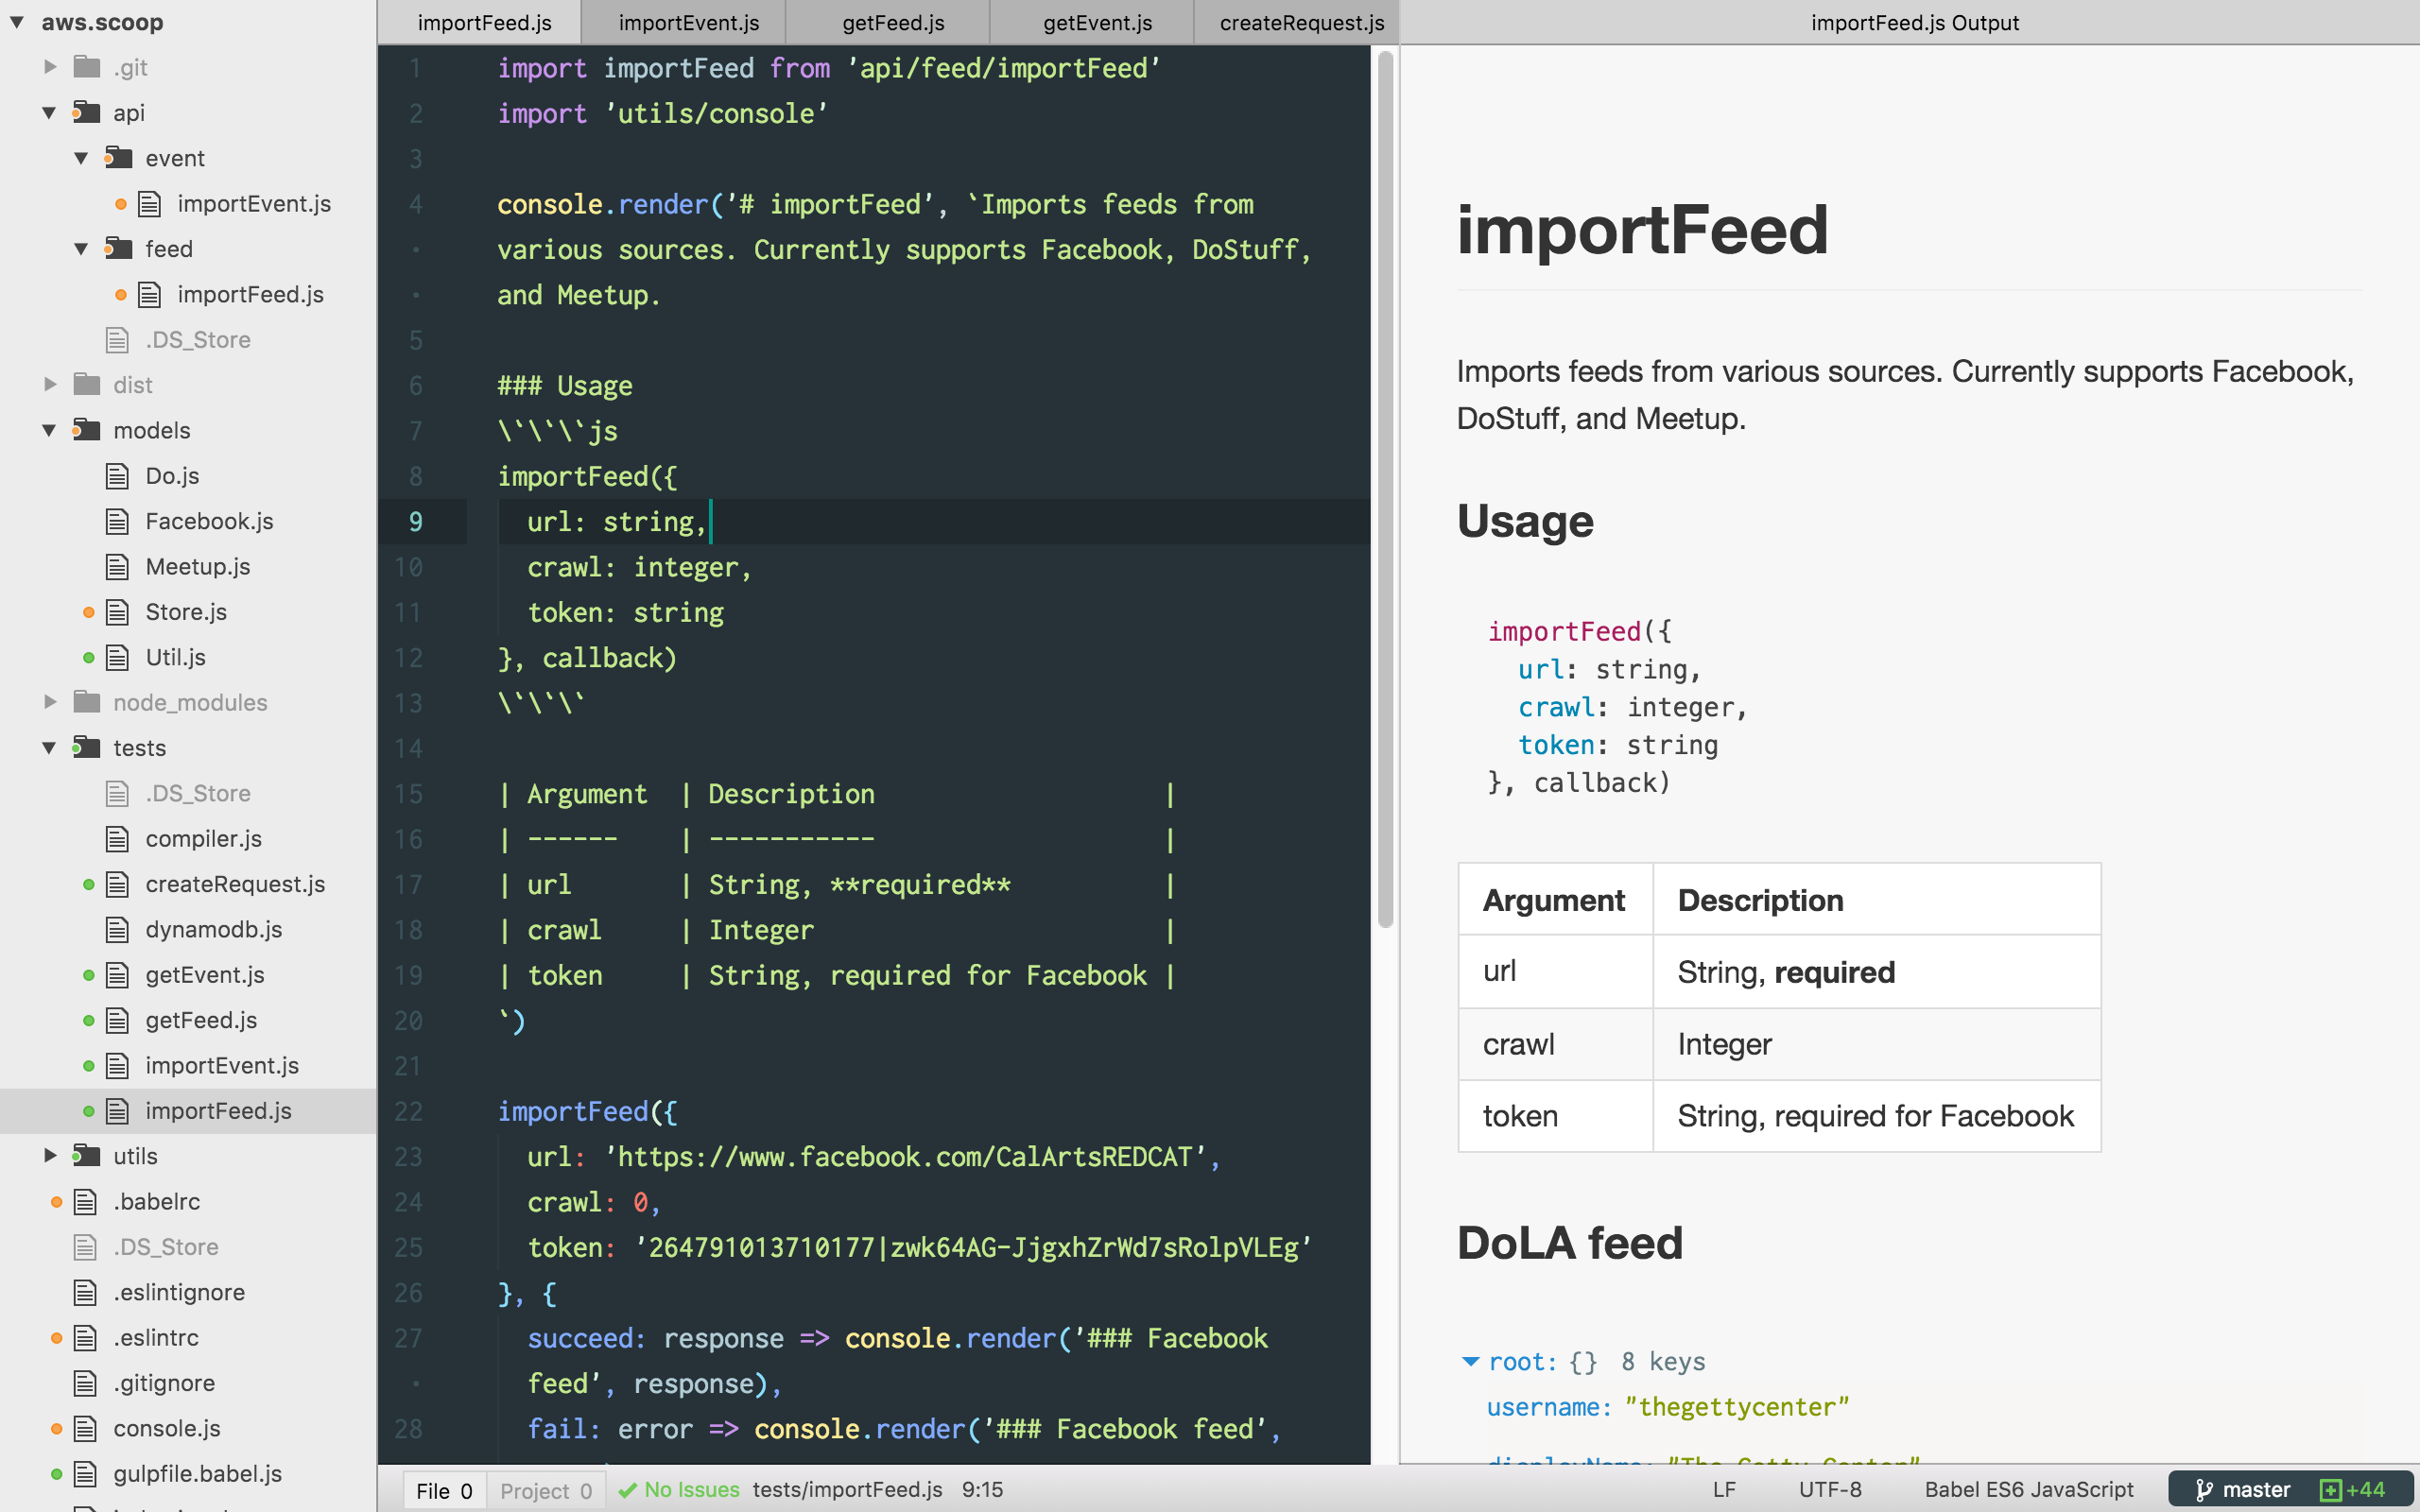 aws.scoop
.git
api
event
importEvent.js
feed
importFeed.js
.DS_Store
dist
models
Do.js
Facebook.js
Meetup.js
Store.js
Util.js
node_modules
tests
.DS_Store
compiler.js
createRequest.js
dynamodb.js
getEvent.js
getFeed.js
importEvent.js
importFeed.js
utils
.babelrc
.DS_Store
.eslintignore
.eslintrc
.gitignore
console.js
gulpfile.babel.js
importFeed.js
importEvent.js
getFeed.js
getEvent.js
createRequest.js
1 import importFeed from 'api/feed/importFeed'
2 import 'utils/console'
3
4 console.render('# importFeed', `Imports feeds from
· various sources. Currently supports Facebook, DoStuff,
· and Meetup.
5
6 ### Usage
7 \`\`\`js
8 importFeed({
9 url: string,
10 crawl: integer,
11 token: string
12 }, callback)
13 \`\`\`
14
15 | Argument | Description |
16 | ------ | ----------- |
17 | url | String, **required** |
18 | crawl | Integer |
19 | token | String, required for Facebook |
20 `)
21
22 importFeed({
23 url: 'https://www.facebook.com/CalArtsREDCAT',
24 crawl: 0,
25 token: '264791013710177|zwk64AG-JjgxhZrWd7sRolpVLEg'
26 }, {
27 succeed: response => console.render('### Facebook
· feed', response),
28 fail: error => console.render('### Facebook feed',
importFeed.js Output
importFeed
Imports feeds from various sources. Currently supports Facebook,
DoStuff, and Meetup.
Usage
importFeed({
url: string,
crawl: integer,
token: string
}, callback)
Argument Description
url String, required
crawl Integer
token String, required for Facebook
DoLA feed
root: {} 8 keys
username: "thegettycenter"
displayName: "The Getty Center"
File 0 Project 0 No Issues tests/importFeed.js 9:15 LF UTF-8 Babel ES6 JavaScript master +44